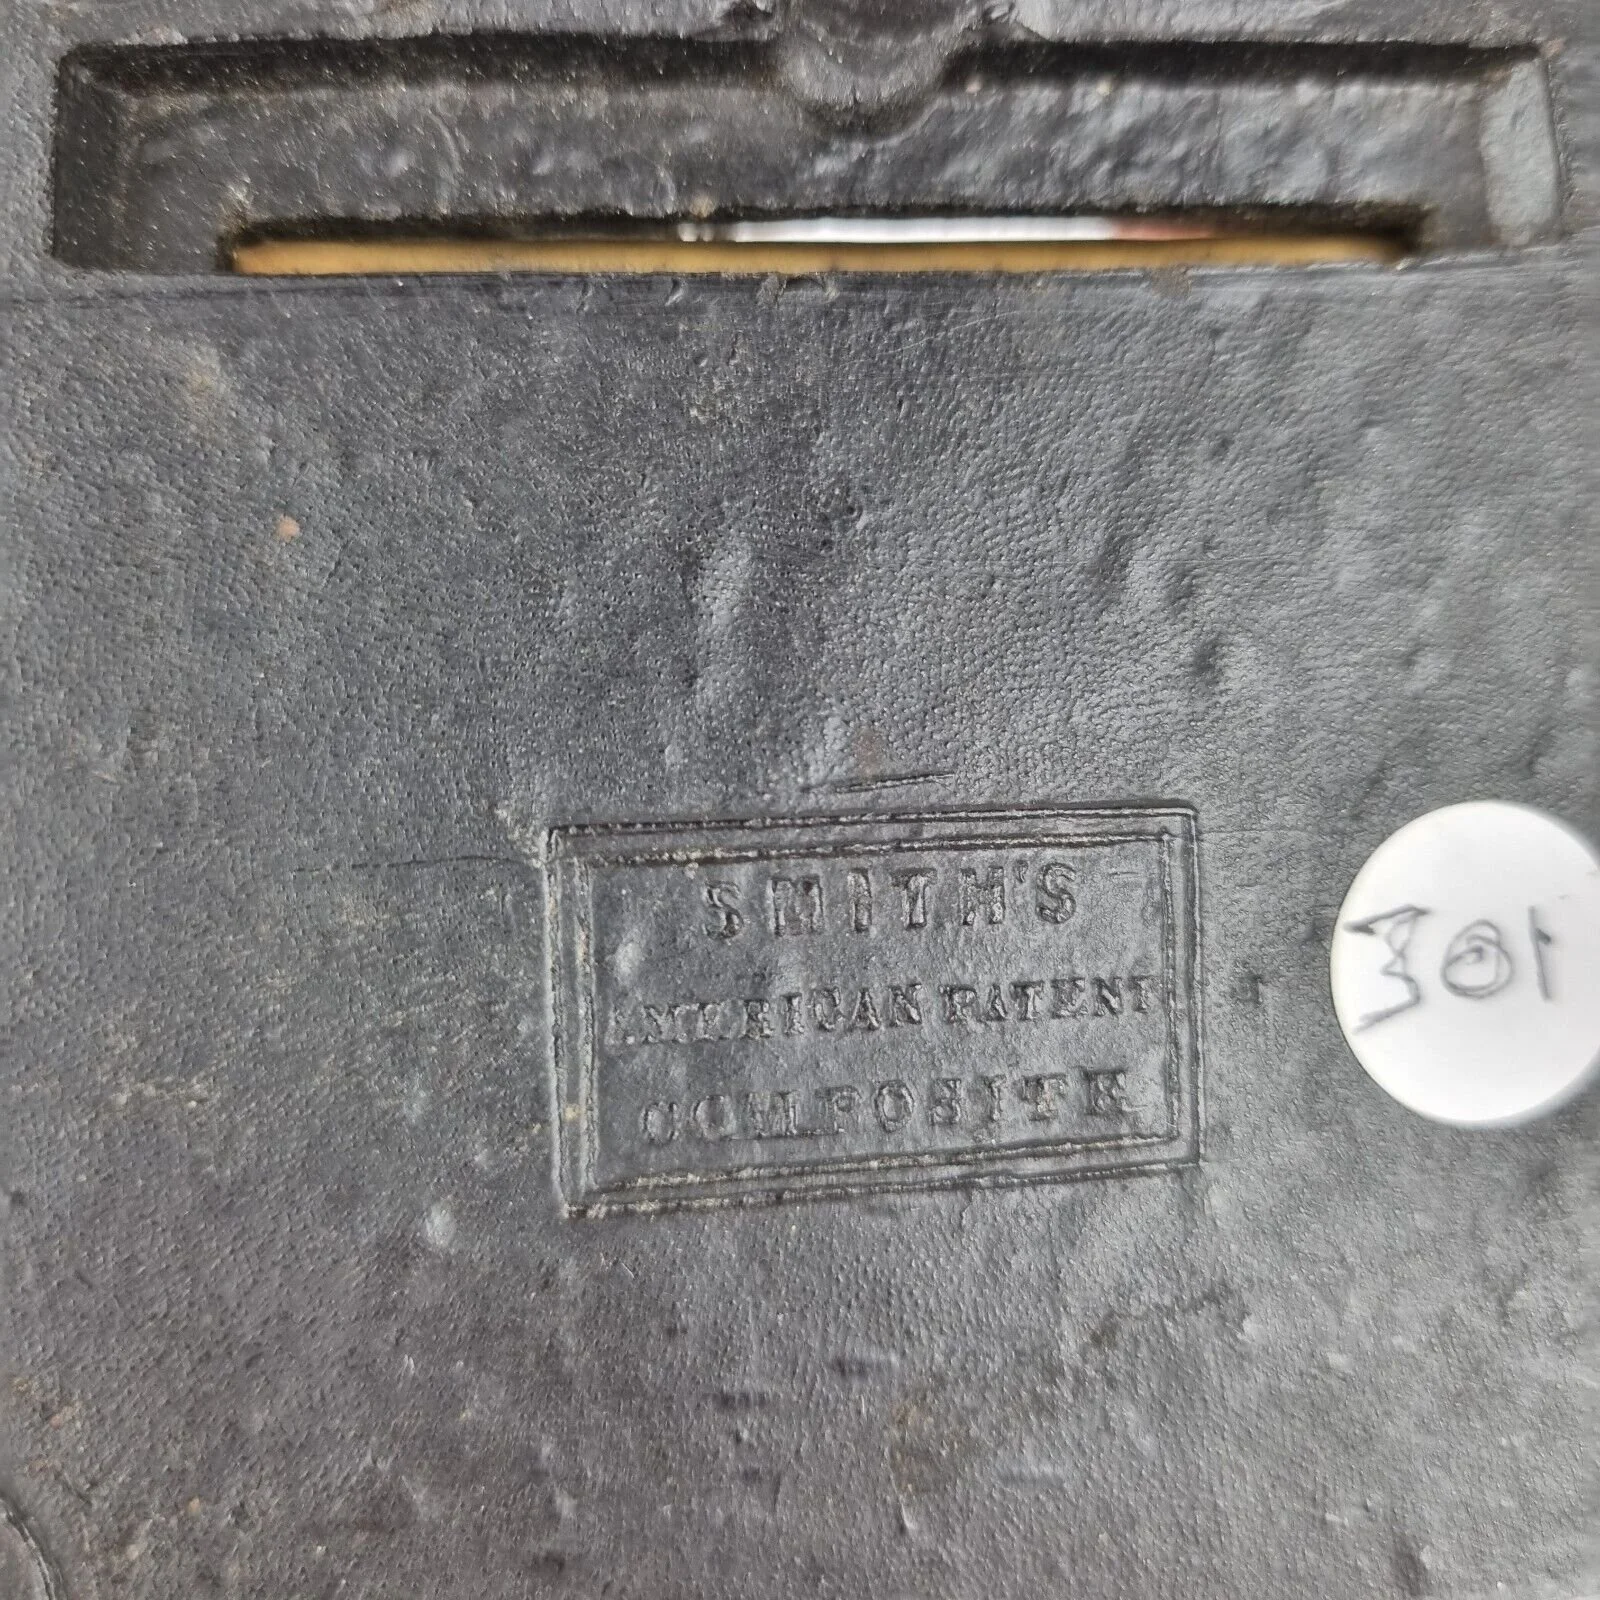 SMITH'S
AMERICAN PATENT
COMPOSITE
301